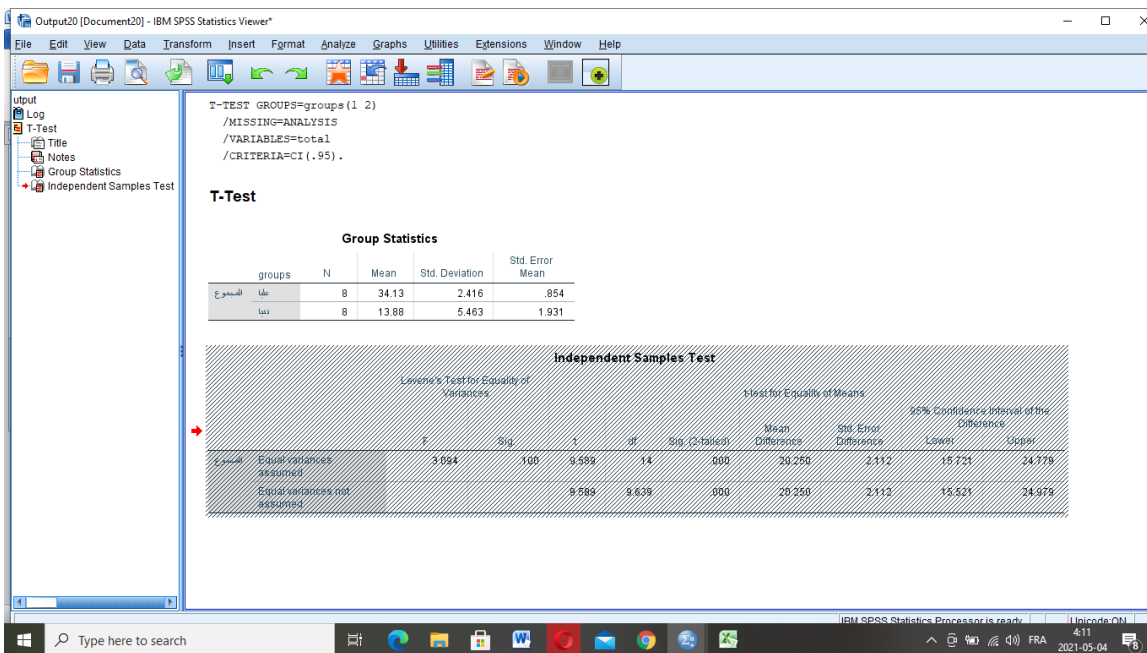 Output20 [Document20] - IBM SPSS Statistics Viewer*
File Edit View Data Transform Insert Format Analyze Graphs Utilities Extensions Window Help
utput
Log
T-Test
Title
Notes
Group Statistics
Independent Samples Test
T-TEST GROUPS=groups(1 2)
/MISSING=ANALYSIS
/VARIABLES=total
/CRITERIA=CI(.95).
T-Test
Group Statistics
groups N Mean Std. Deviation Std. Error Mean
المجموع عليا 8 34.13 2.416 .854
دنيا 8 13.88 5.463 1.931
Independent Samples Test
Levene's Test for Equality of Variances
t-test for Equality of Means
95% Confidence Interval of the Difference
F Sig. t df Sig. (2-tailed) Mean Difference Std. Error Difference Lower Upper
المجموع Equal variances assumed 3.094 .100 9.589 14 .000 20.250 2.112 15.721 24.779
Equal variances not assumed 9.589 9.639 .000 20.250 2.112 15.521 24.979
IBM SPSS Statistics Processor is ready Unicode:ON
Type here to search
FRA
4:11
2021-05-04